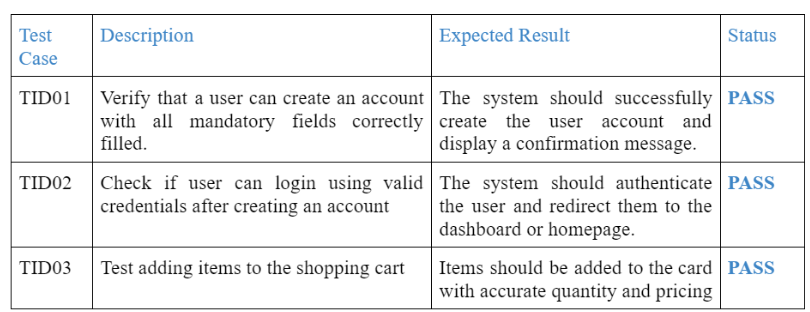 Test Case Description Expected Result Status
TID01 Verify that a user can create an account The system should successfully PASS
with all mandatory fields correctly create the user account and
filled. display a confirmation message.
TID02 Check if user can login using valid The system should authenticate PASS
credentials after creating an account the user and redirect them to the
dashboard or homepage.
TID03 Test adding items to the shopping cart Items should be added to the card PASS
with accurate quantity and pricing